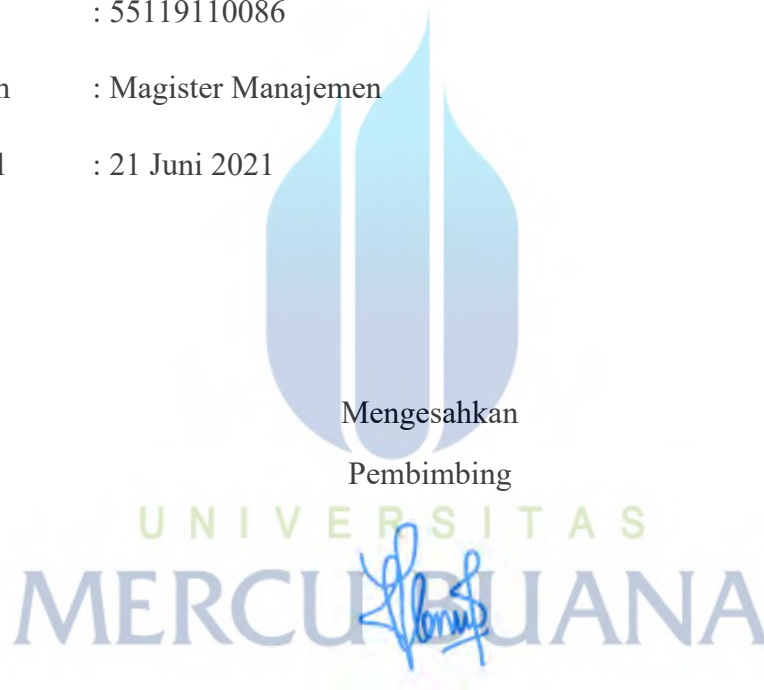 : 55119110086
: Magister Manajemen
: 21 Juni 2021
Mengesahkan
Pembimbing
UNIVERSITAS
MERCU BUANA